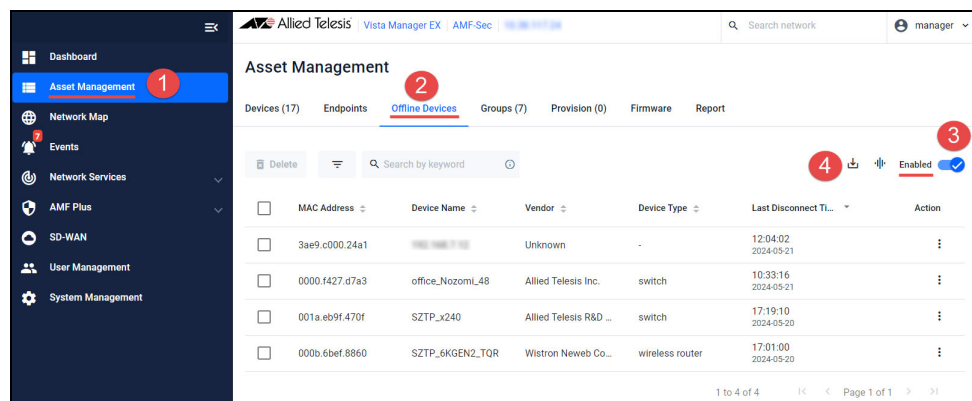 Allied Telesis Vista Manager EX AMF-Sec
Search network
manager
Dashboard
Asset Management
1
Network Map
7
Events
Network Services
AMF Plus
SD-WAN
User Management
System Management
Asset Management
2
Devices (17) Endpoints Offline Devices Groups (7) Provision (0) Firmware Report
3
Delete Search by keyword 4 Enabled
MAC Address Device Name Vendor Device Type Last Disconnect Ti... Action
3ae9.c000.24a1 Unknown - 12:04:02
2024-05-21
0000.f427.d7a3 office_Nozomi_48 Allied Telesis Inc. switch 10:33:16
2024-05-21
001a.eb9f.470f SZTP_x240 Allied Telesis R&D ... switch 17:19:10
2024-05-20
000b.6bef.8860 SZTP_6KGEN2_TQR Wistron Neweb Co... wireless router 17:01:00
2024-05-20
1 to 4 of 4 Page 1 of 1